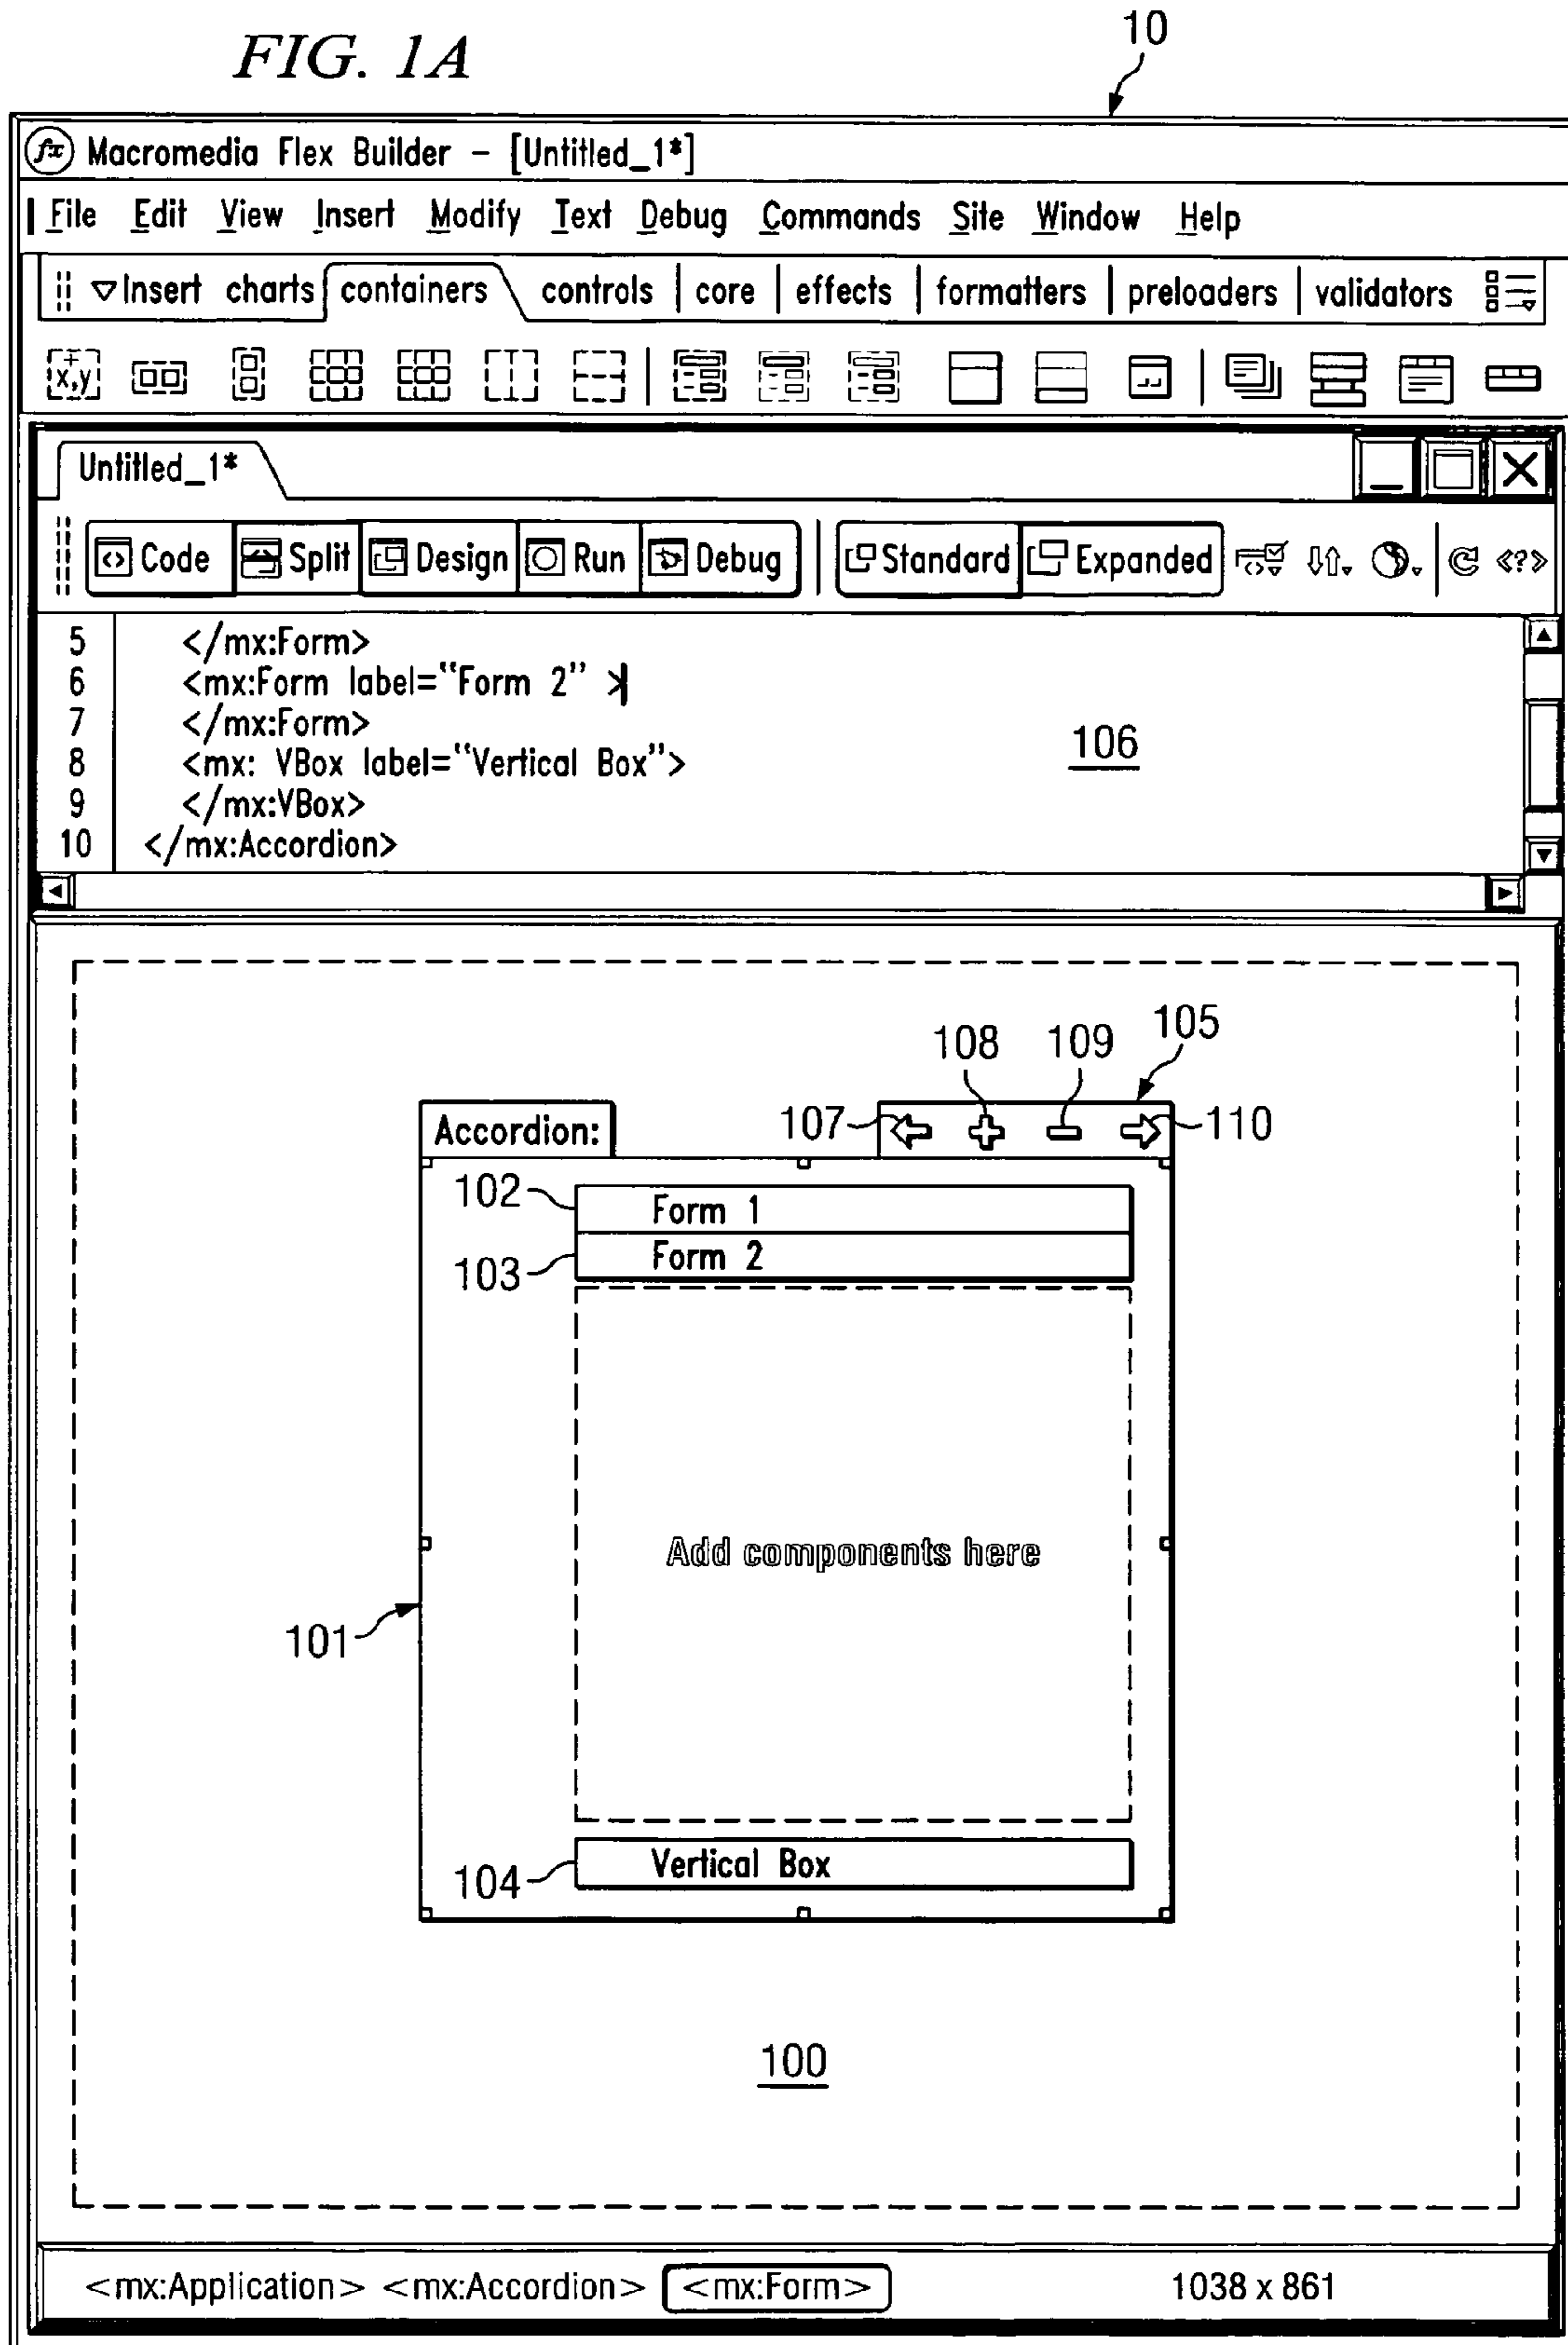 FIG. 1A
10
fx Macromedia Flex Builder - [Untitled_1*]
File Edit View Insert Modify Text Debug Commands Site Window Help
Insert charts containers controls core effects formatters preloaders validators
x,y
Untitled_1*
Code Split Design Run Debug Standard Expanded <?>
5 </mx:Form>
6 <mx:Form label="Form 2" >
7 </mx:Form>
8 <mx: VBox label="Vertical Box">
9 </mx:VBox>
10 </mx:Accordion>
106
108 109 105
Accordion: 107 110
102 Form 1
103 Form 2
Add components here
101
104 Vertical Box
100
<mx:Application> <mx:Accordion> <mx:Form> 1038 x 861